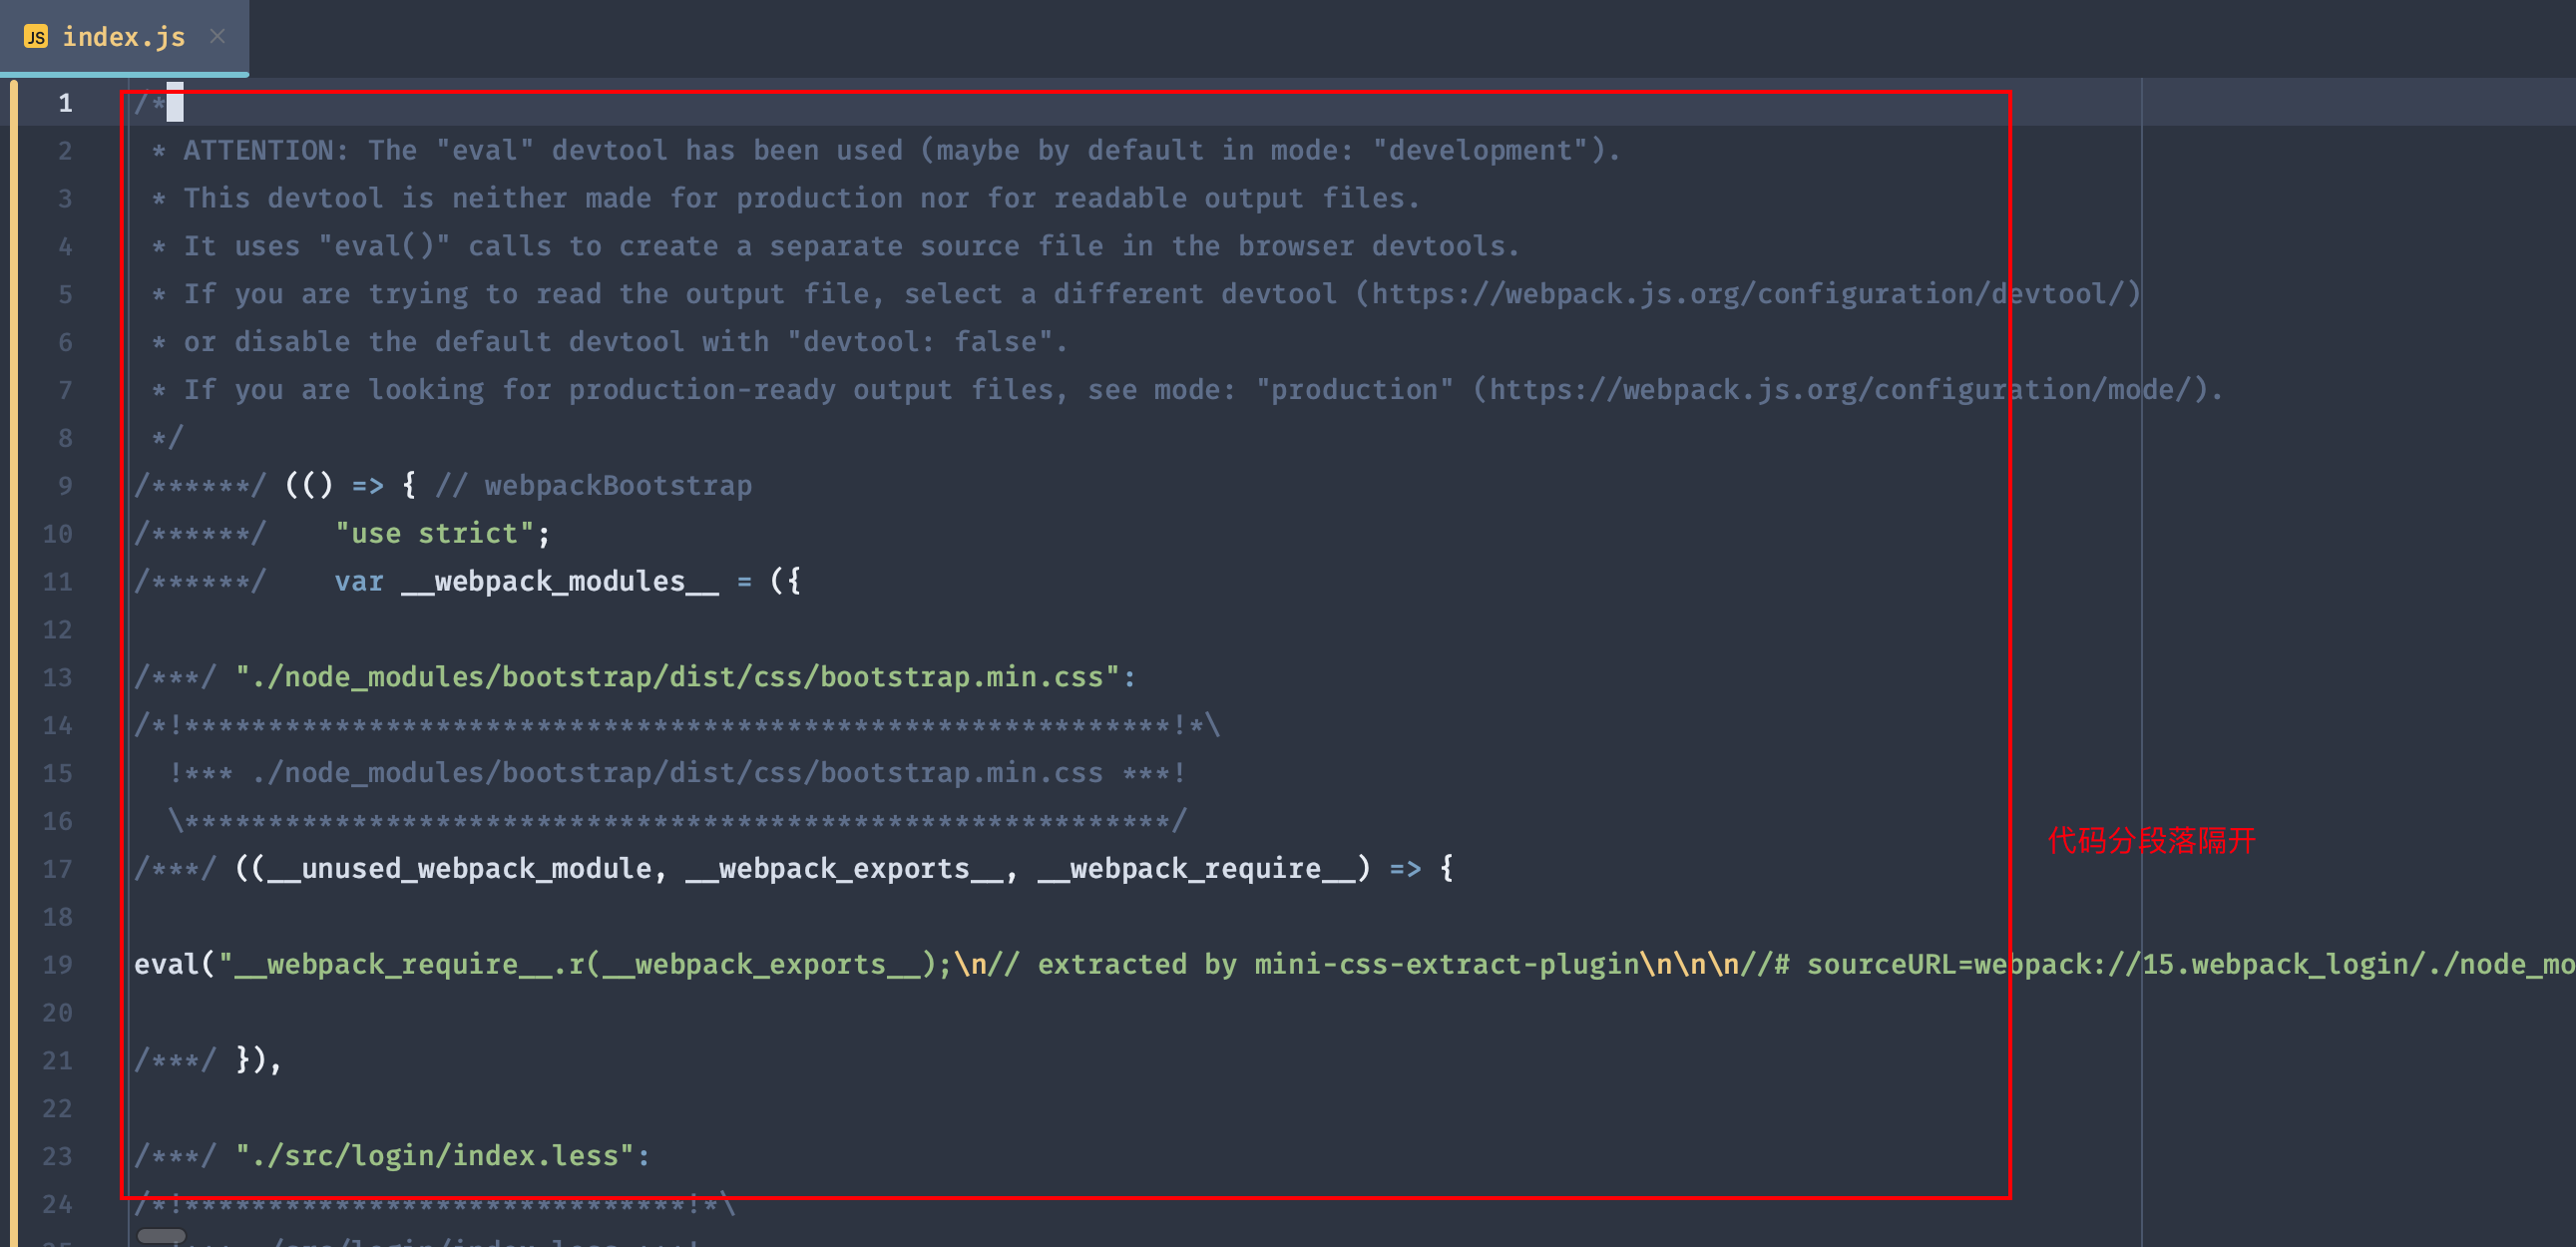 JS index.js ×
1 /*
2  * ATTENTION: The "eval" devtool has been used (maybe by default in mode: "development").
3  * This devtool is neither made for production nor for readable output files.
4  * It uses "eval()" calls to create a separate source file in the browser devtools.
5  * If you are trying to read the output file, select a different devtool (https://webpack.js.org/configuration/devtool/)
6  * or disable the default devtool with "devtool: false".
7  * If you are looking for production-ready output files, see mode: "production" (https://webpack.js.org/configuration/mode/).
8  */
9 /******/ (() => { // webpackBootstrap
10 /******/    "use strict";
11 /******/    var __webpack_modules__ = ({
12
13 /***/ "./node_modules/bootstrap/dist/css/bootstrap.min.css":
14 /*!***********************************************************!*\
15   !*** ./node_modules/bootstrap/dist/css/bootstrap.min.css ***!
16   \***********************************************************/
代码分段落隔开
17 /***/ ((__unused_webpack_module, __webpack_exports__, __webpack_require__) => {
18
19 eval("__webpack_require__.r(__webpack_exports__);\n// extracted by mini-css-extract-plugin\n\n\n//# sourceURL=webpack://15.webpack_login/./node_mo
20
21 /***/ }),
22
23 /***/ "./src/login/index.less":
24 /*!******************************!*\